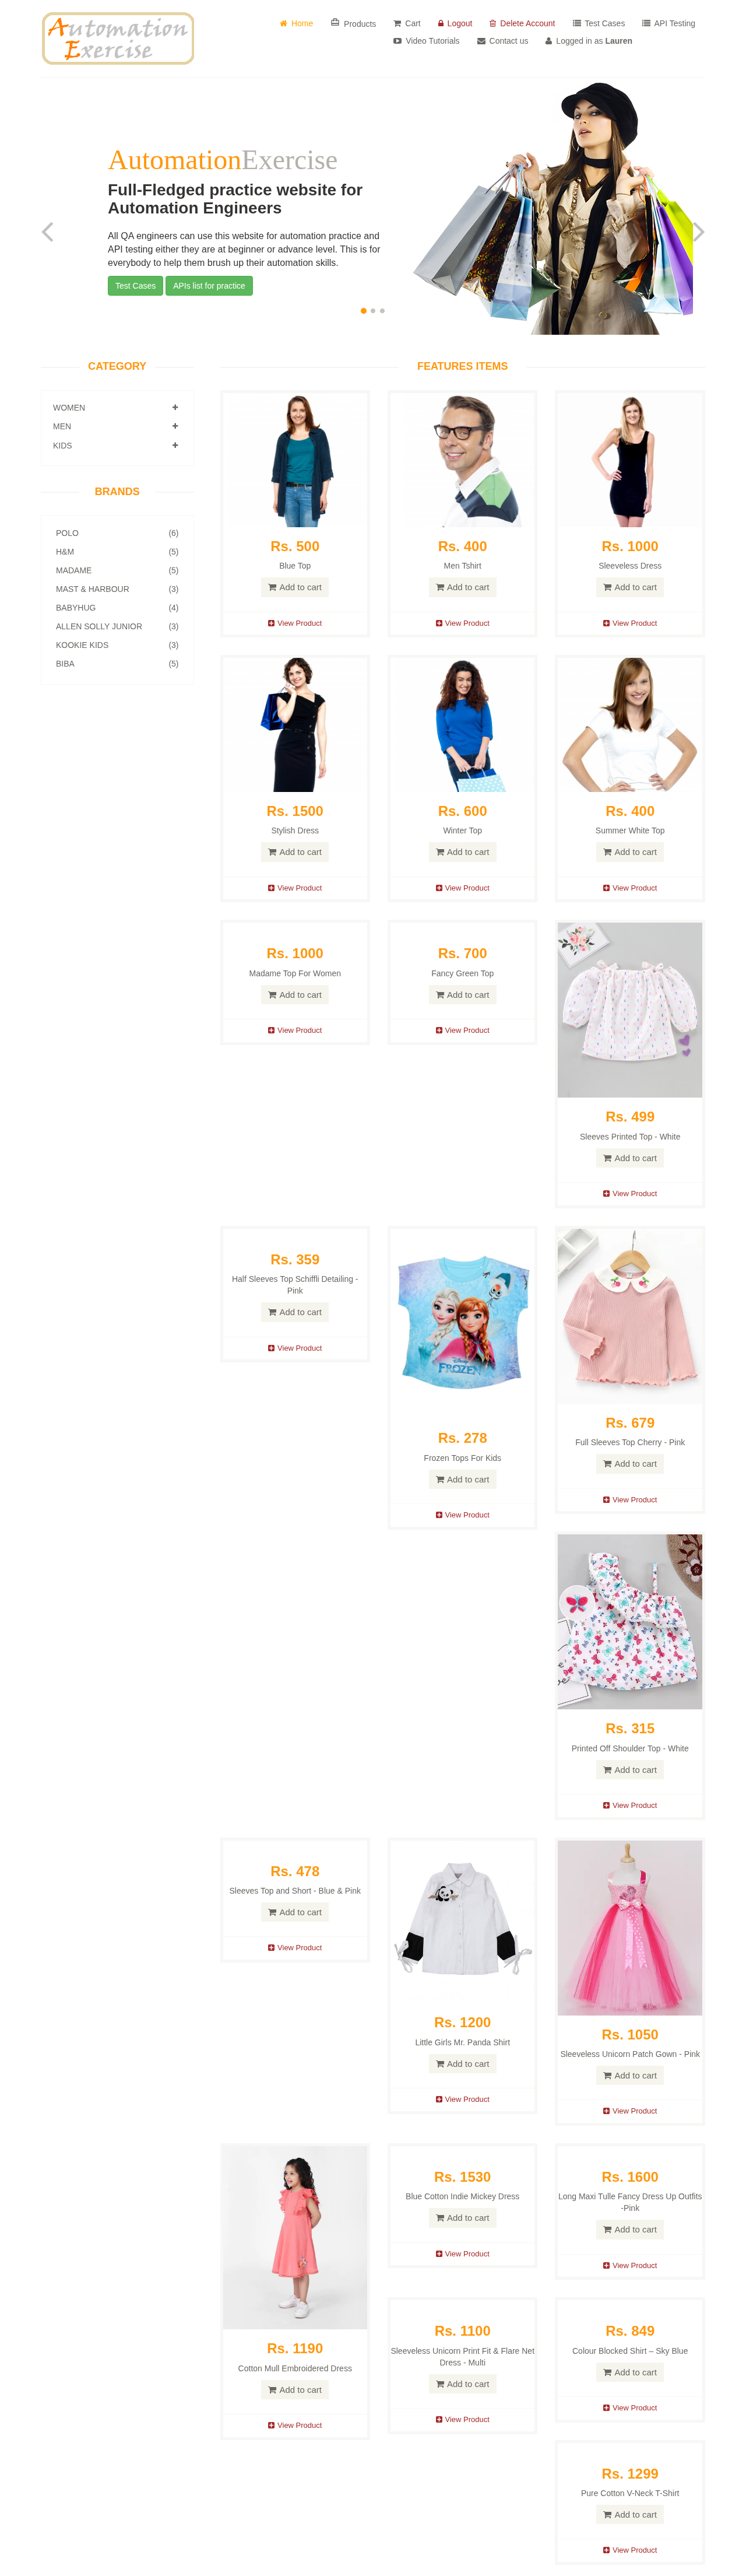 Automation
Exercise
Home
Products
Cart
Logout
Delete Account
Test Cases
API Testing
Video Tutorials
Contact us
Logged in as Lauren
AutomationExercise
Full-Fledged practice website for
Automation Engineers
All QA engineers can use this website for automation practice and
API testing either they are at beginner or advance level. This is for
everybody to help them brush up their automation skills.
Test Cases
APIs list for practice
CATEGORY
WOMEN
MEN
KIDS
BRANDS
POLO (6)
H&M (5)
MADAME (5)
MAST & HARBOUR (3)
BABYHUG (4)
ALLEN SOLLY JUNIOR (3)
KOOKIE KIDS (3)
BIBA (5)
FEATURES ITEMS
Rs. 500
Blue Top
Add to cart
View Product
Rs. 400
Men Tshirt
Add to cart
View Product
Rs. 1000
Sleeveless Dress
Add to cart
View Product
Rs. 1500
Stylish Dress
Add to cart
View Product
Rs. 600
Winter Top
Add to cart
View Product
Rs. 400
Summer White Top
Add to cart
View Product
Rs. 1000
Madame Top For Women
Add to cart
View Product
Rs. 700
Fancy Green Top
Add to cart
View Product
Rs. 499
Sleeves Printed Top - White
Add to cart
View Product
Rs. 359
Half Sleeves Top Schiffli Detailing -
Pink
Add to cart
View Product
Disney
FROZEN
Rs. 278
Frozen Tops For Kids
Add to cart
View Product
Rs. 679
Full Sleeves Top Cherry - Pink
Add to cart
View Product
Rs. 315
Printed Off Shoulder Top - White
Add to cart
View Product
Rs. 478
Sleeves Top and Short - Blue & Pink
Add to cart
View Product
Rs. 1200
Little Girls Mr. Panda Shirt
Add to cart
View Product
Rs. 1050
Sleeveless Unicorn Patch Gown - Pink
Add to cart
View Product
Rs. 1190
Cotton Mull Embroidered Dress
Add to cart
View Product
Rs. 1530
Blue Cotton Indie Mickey Dress
Add to cart
View Product
Rs. 1600
Long Maxi Tulle Fancy Dress Up Outfits
-Pink
Add to cart
View Product
Rs. 1100
Sleeveless Unicorn Print Fit & Flare Net
Dress - Multi
Add to cart
View Product
Rs. 849
Colour Blocked Shirt – Sky Blue
Add to cart
View Product
Rs. 1299
Pure Cotton V-Neck T-Shirt
Add to cart
View Product